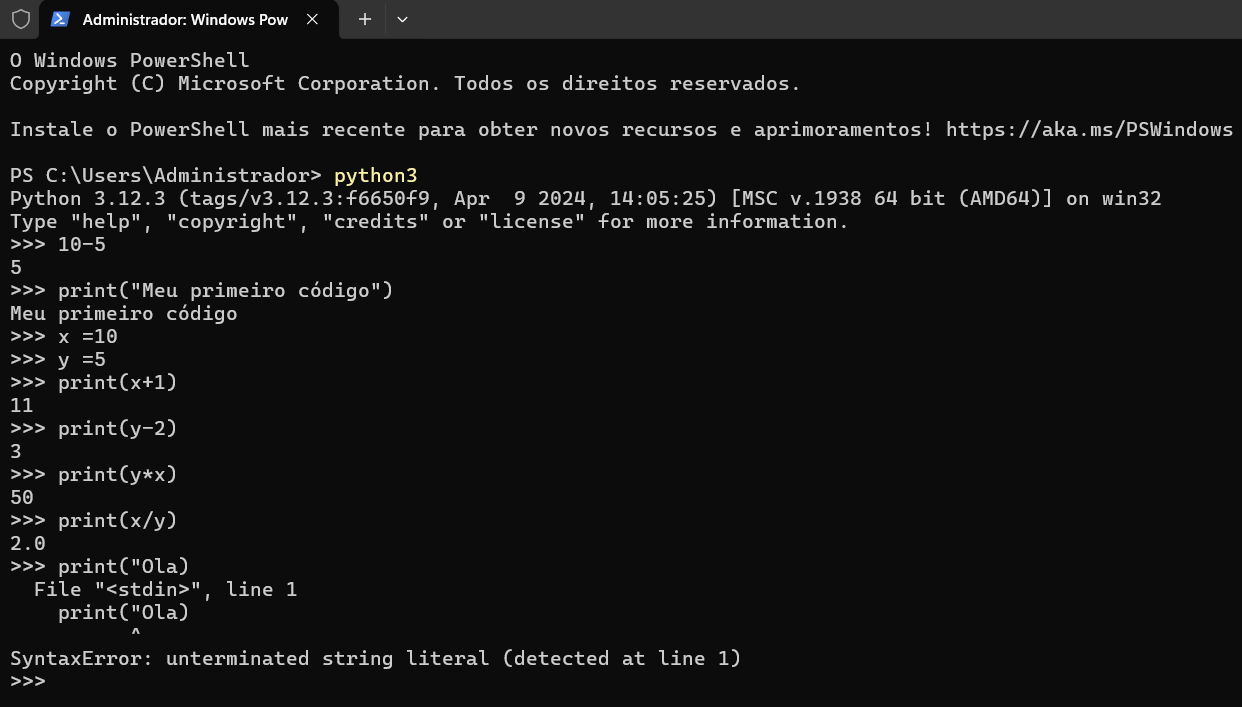 Administrador: Windows Pow
O Windows PowerShell
Copyright (C) Microsoft Corporation. Todos os direitos reservados.
Instale o PowerShell mais recente para obter novos recursos e aprimoramentos! https://aka.ms/PSWindows
PS C:\Users\Administrador> python3
Python 3.12.3 (tags/v3.12.3:f6650f9, Apr  9 2024, 14:05:25) [MSC v.1938 64 bit (AMD64)] on win32
Type "help", "copyright", "credits" or "license" for more information.
>>> 10-5
5
>>> print("Meu primeiro código")
Meu primeiro código
>>> x =10
>>> y =5
>>> print(x+1)
11
>>> print(y-2)
3
>>> print(y*x)
50
>>> print(x/y)
2.0
>>> print("Ola)
  File "<stdin>", line 1
    print("Ola)
          ^
SyntaxError: unterminated string literal (detected at line 1)
>>>